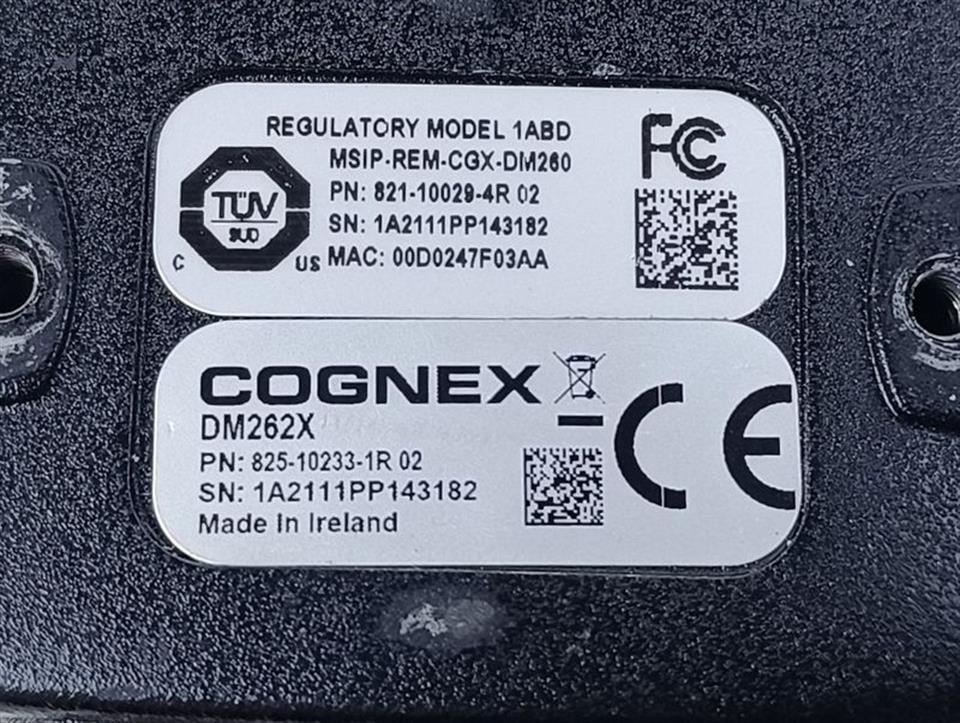 REGULATORY MODEL 1ABD
MSIP-REM-CGX-DM260
PN: 821-10029-4R 02
SN: 1A2111PP143182
MAC: 00D0247F03AA
TÜV
SUD
C US
FC
COGNEX
DM262X
PN: 825-10233-1R 02
SN: 1A2111PP143182
Made In Ireland
CE